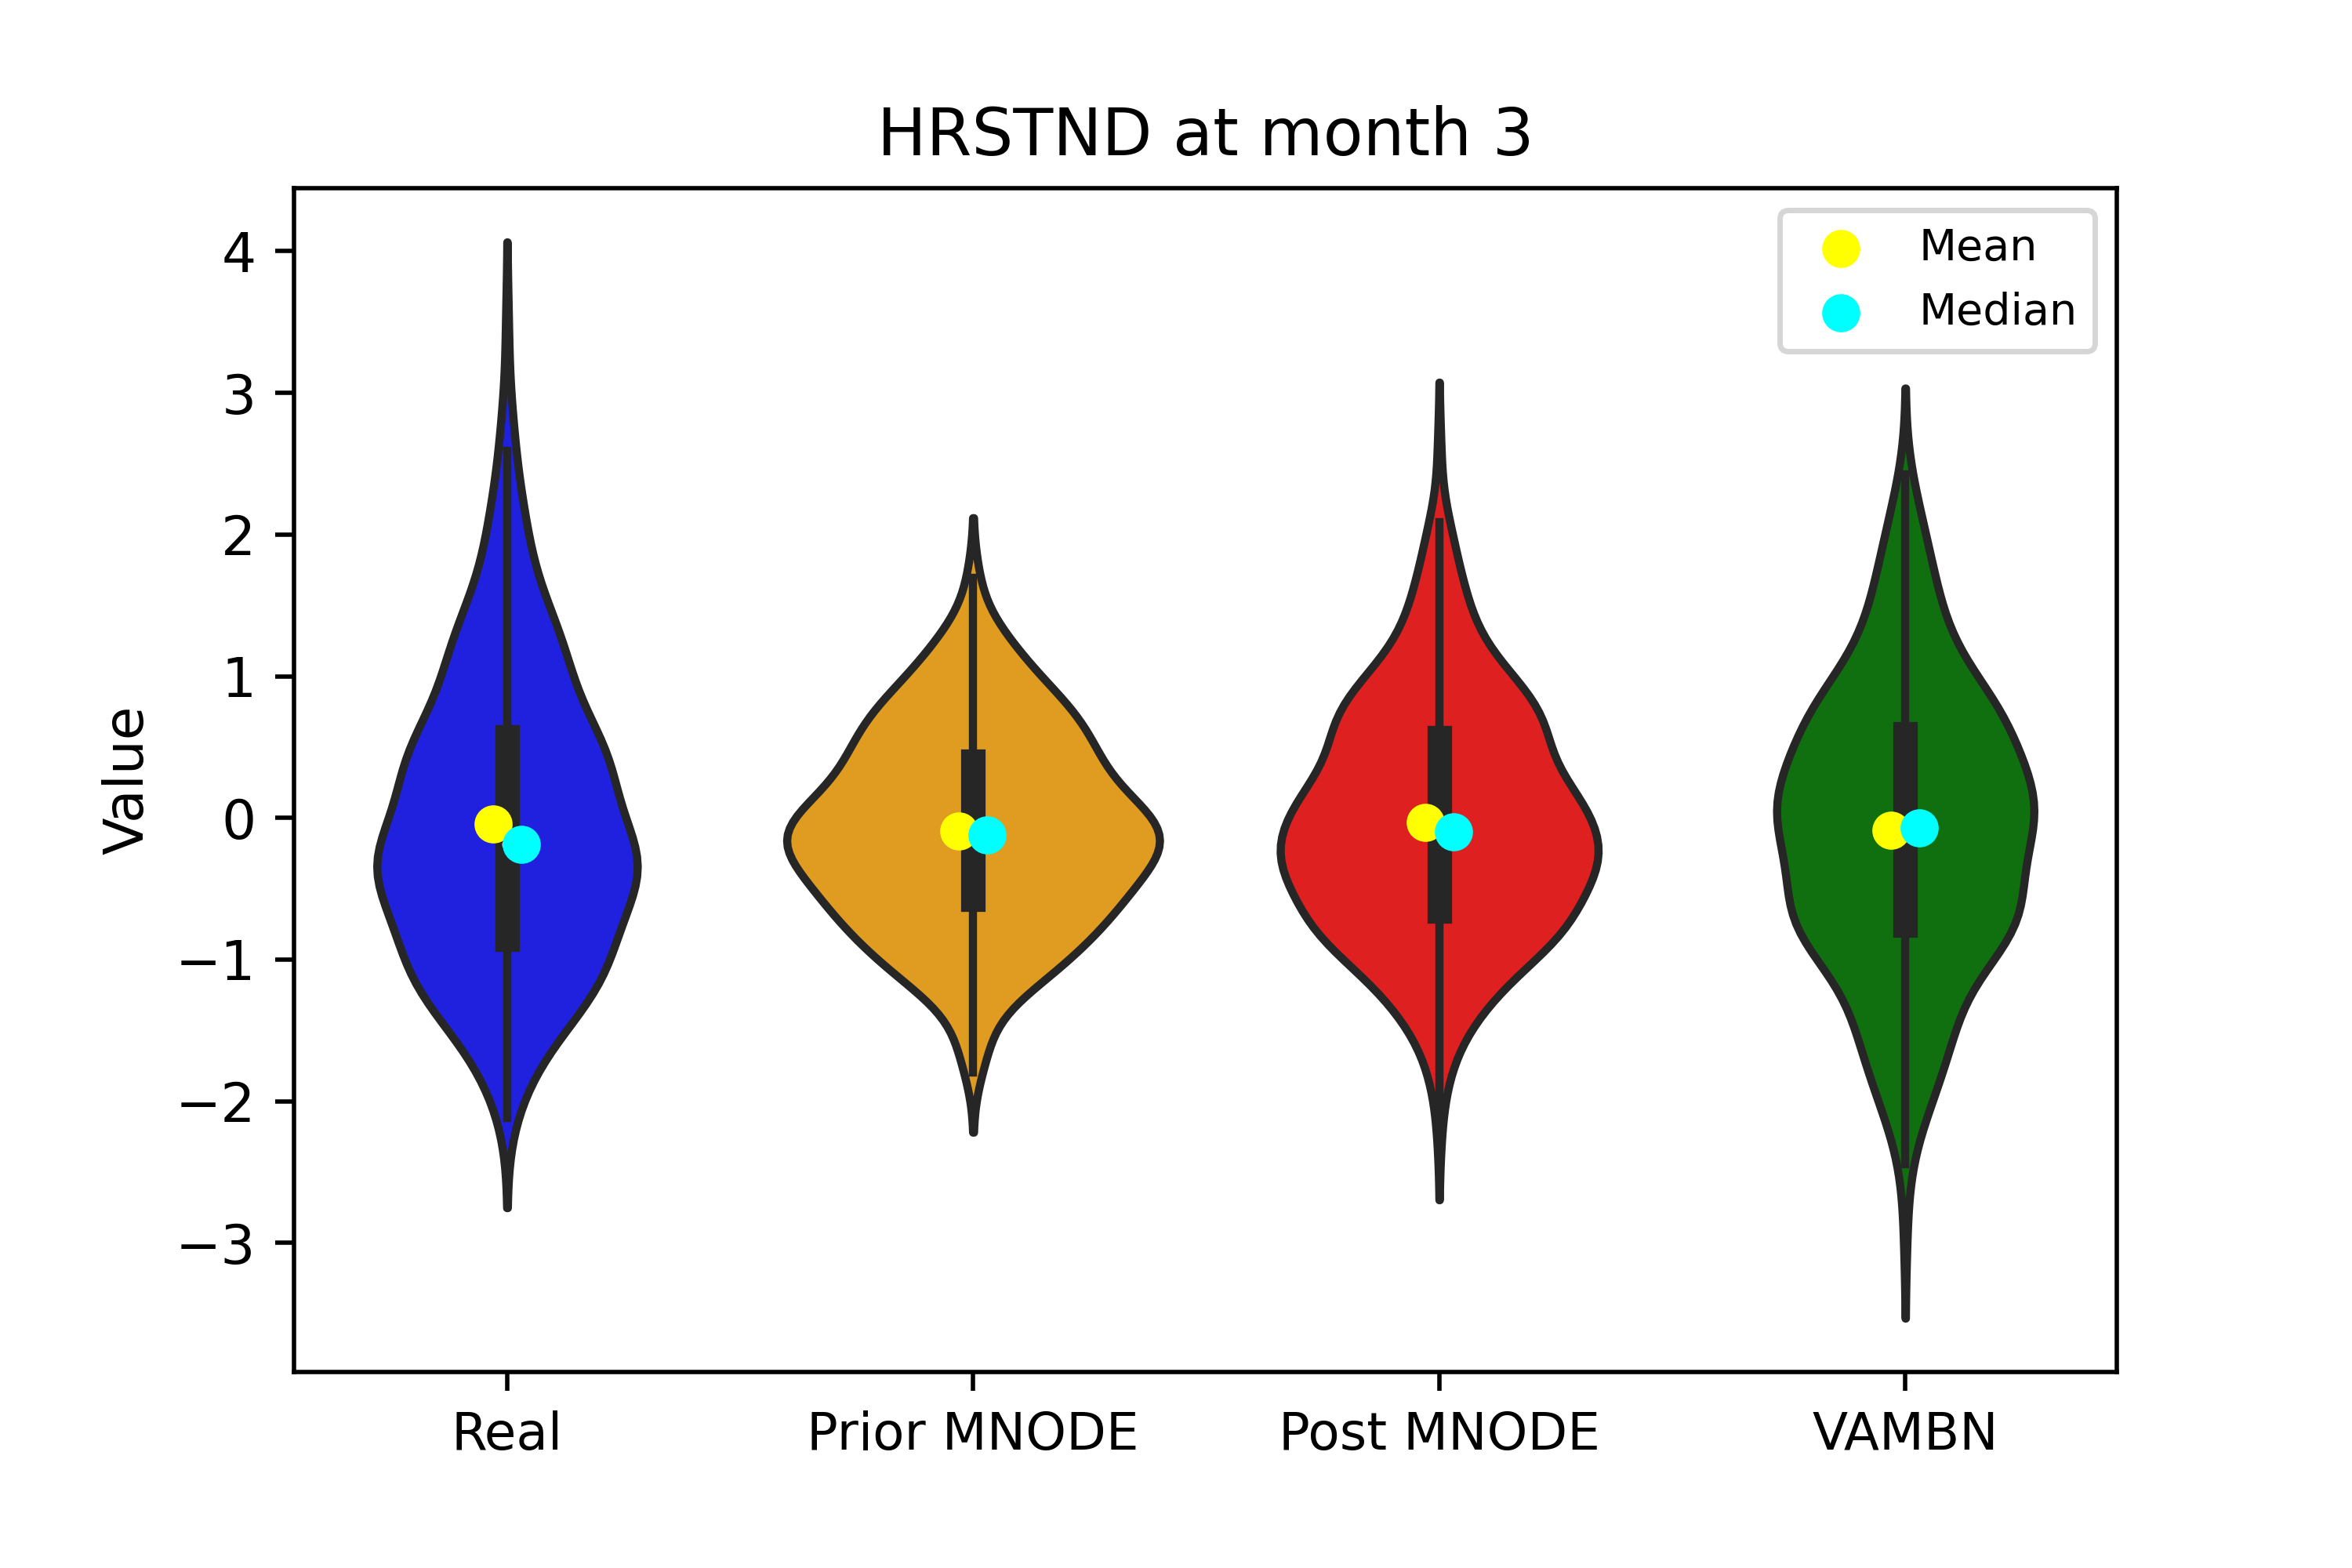 HRSTND at month 3
Mean
Median
Value
4
3
2
1
0
−1
−2
−3
Real
Prior MNODE
Post MNODE
VAMBN